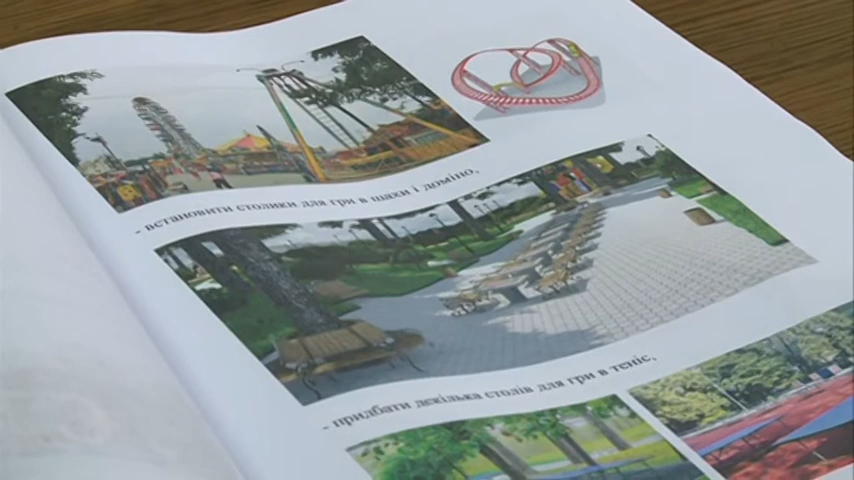 - встановити столики для гри в шахи і доміно,
- придбати декілька столів для гри в теніс,